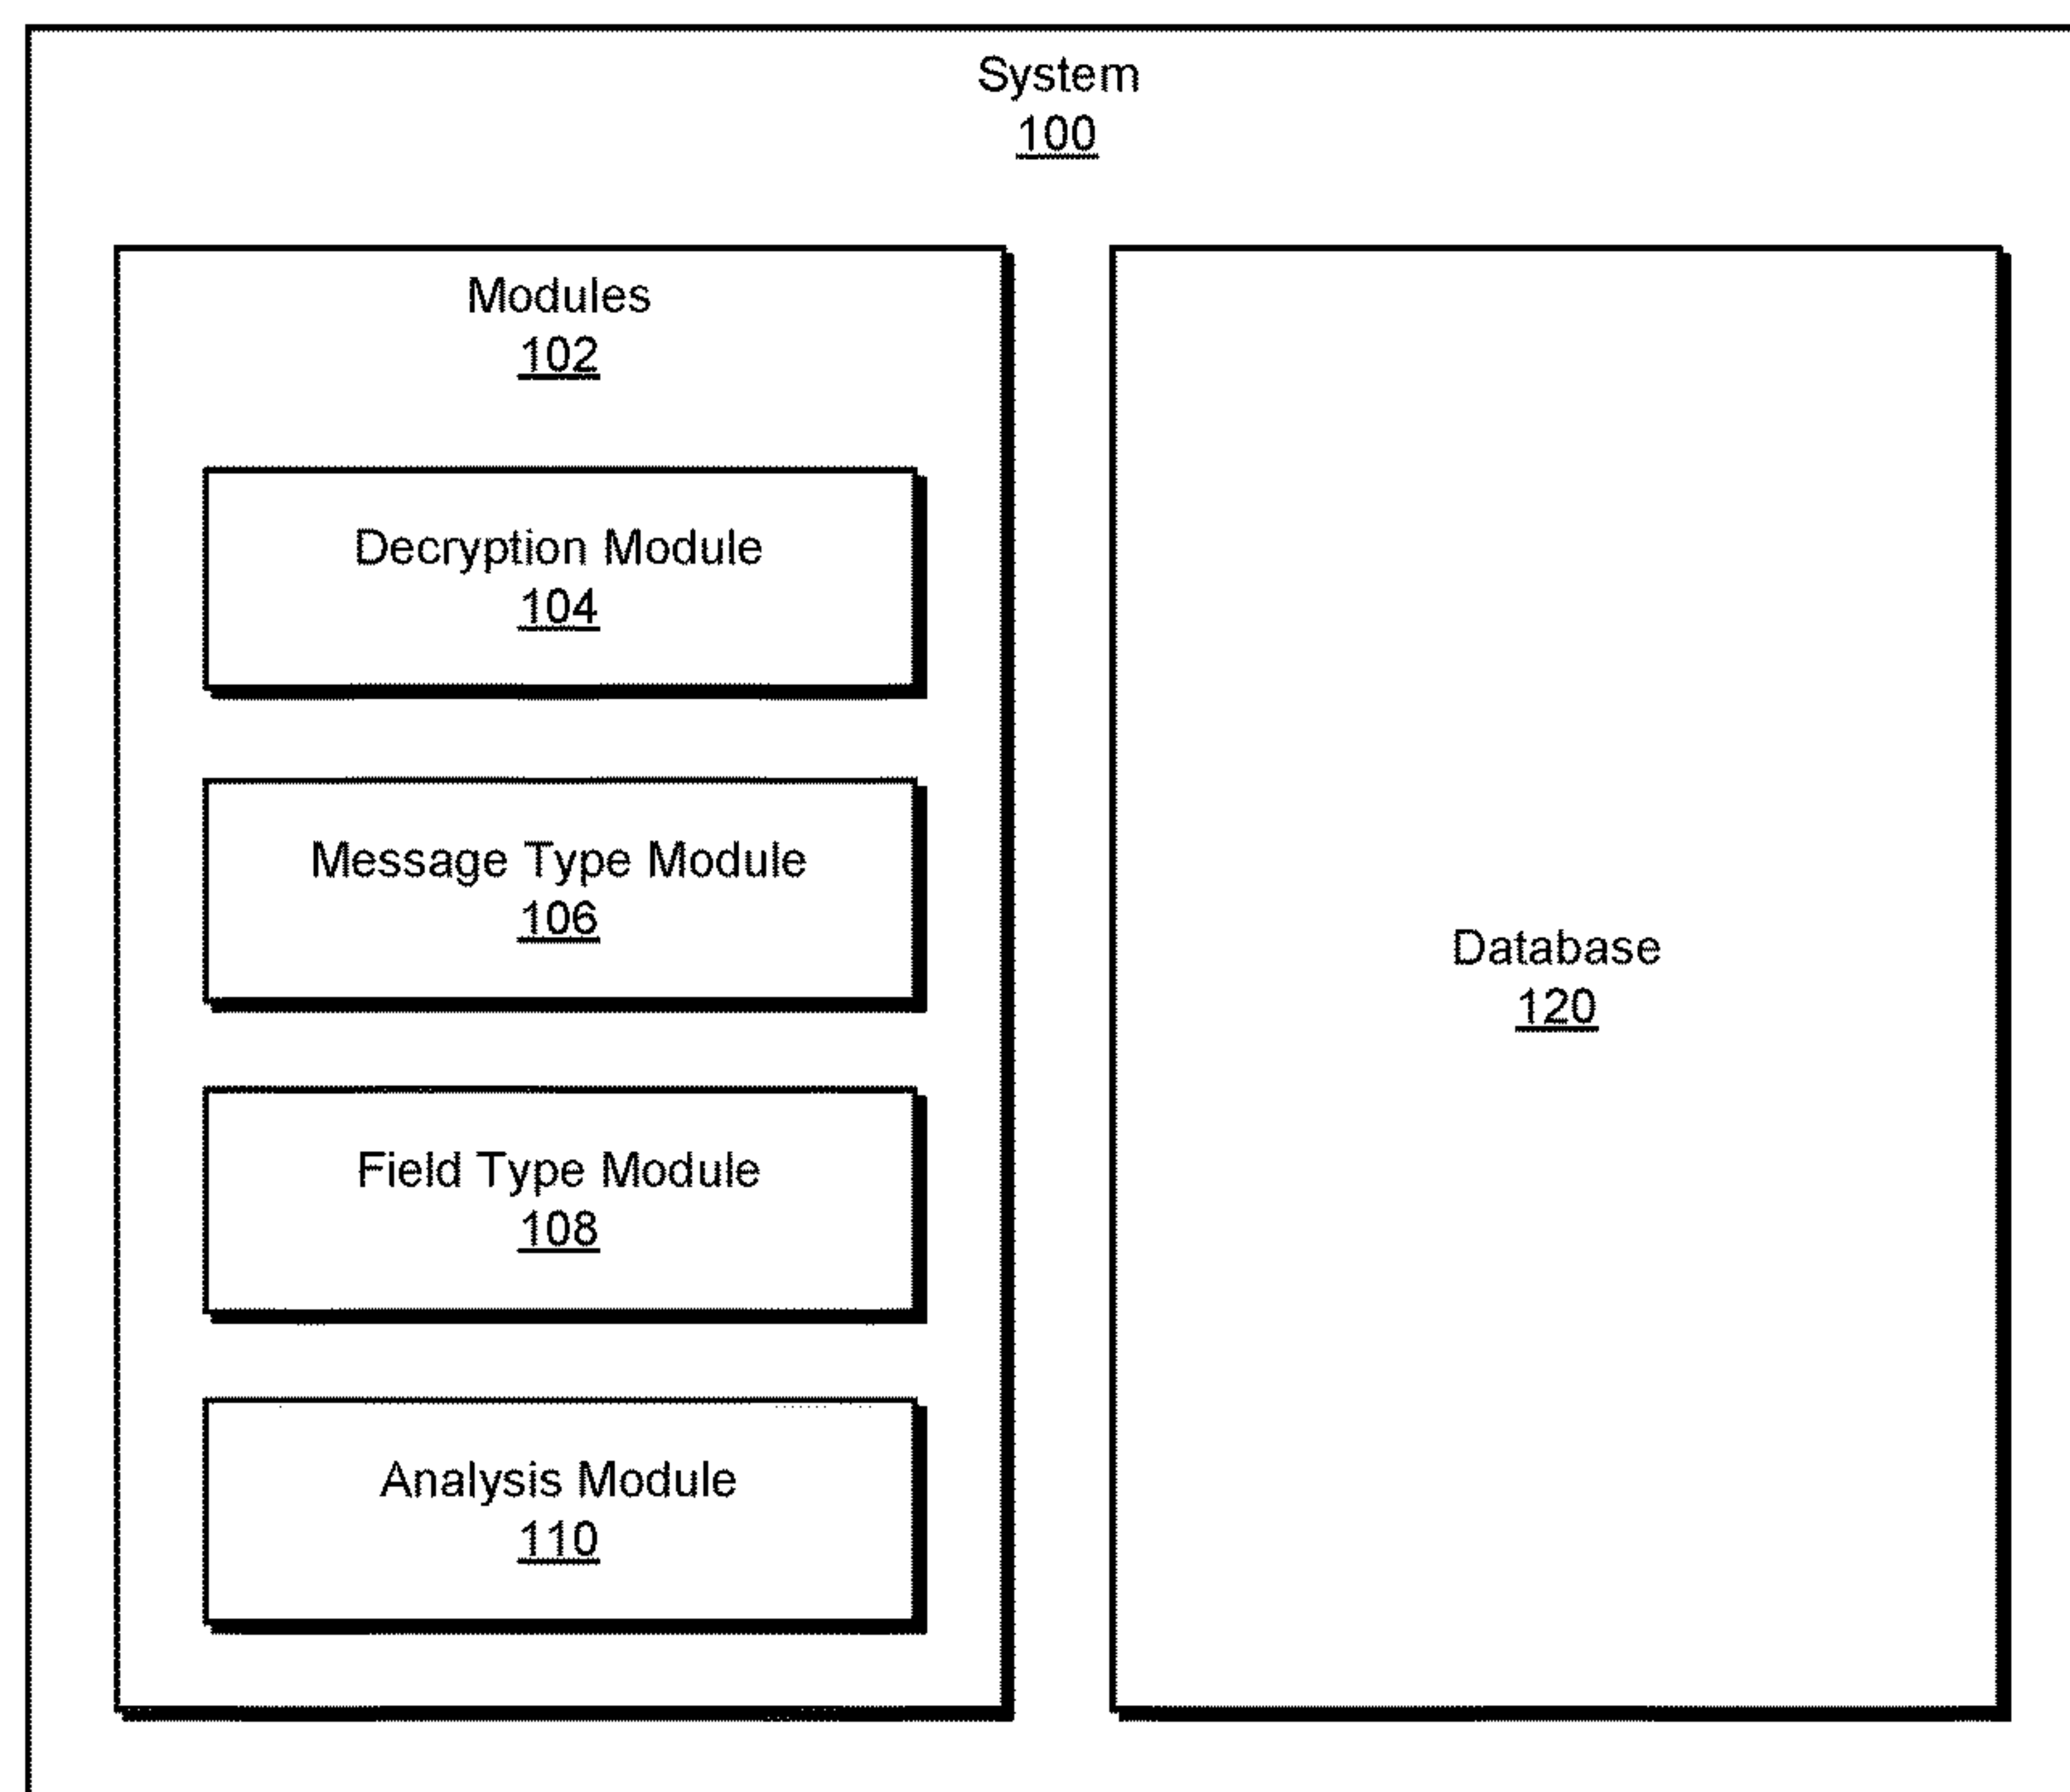 System
100
Modules
102
Decryption Module
104
Message Type Module
106
Field Type Module
108
Analysis Module
110
Database
120